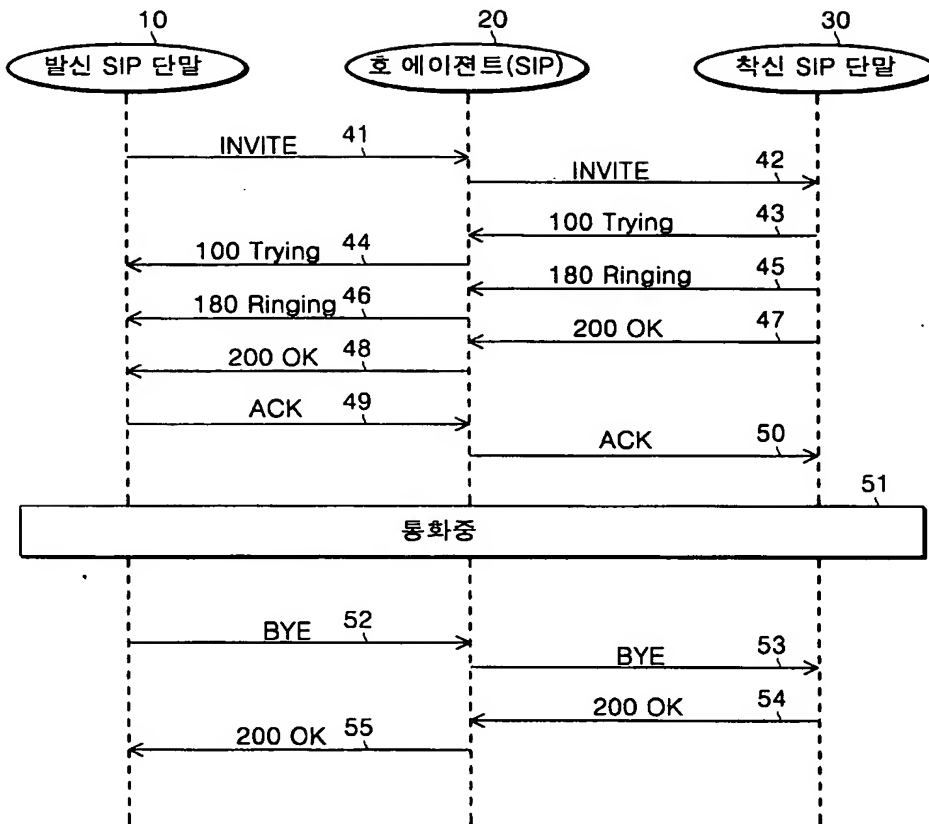 10 20 30
발신 SIP 단말 호 에이젼트(SIP) 착신 SIP 단말
INVITE 41
INVITE 42
100 Trying 43
100 Trying 44
180 Ringing 45
180 Ringing 46
200 OK 47
200 OK 48
ACK 49
ACK 50
51
통화중
BYE 52
BYE 53
200 OK 54
200 OK 55